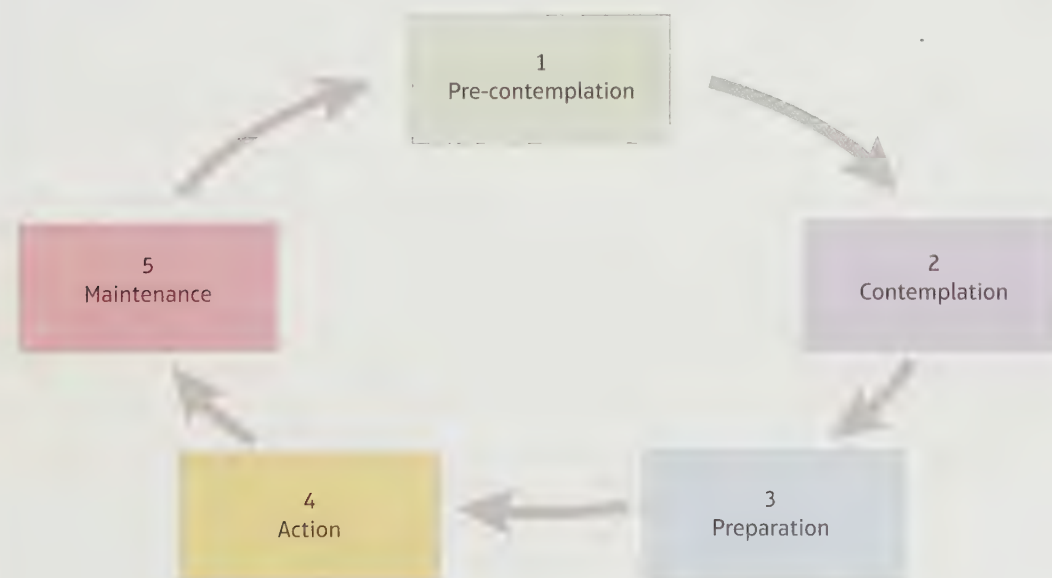 1
Pre-contemplation
2
Contemplation
3
Preparation
4
Action
5
Maintenance